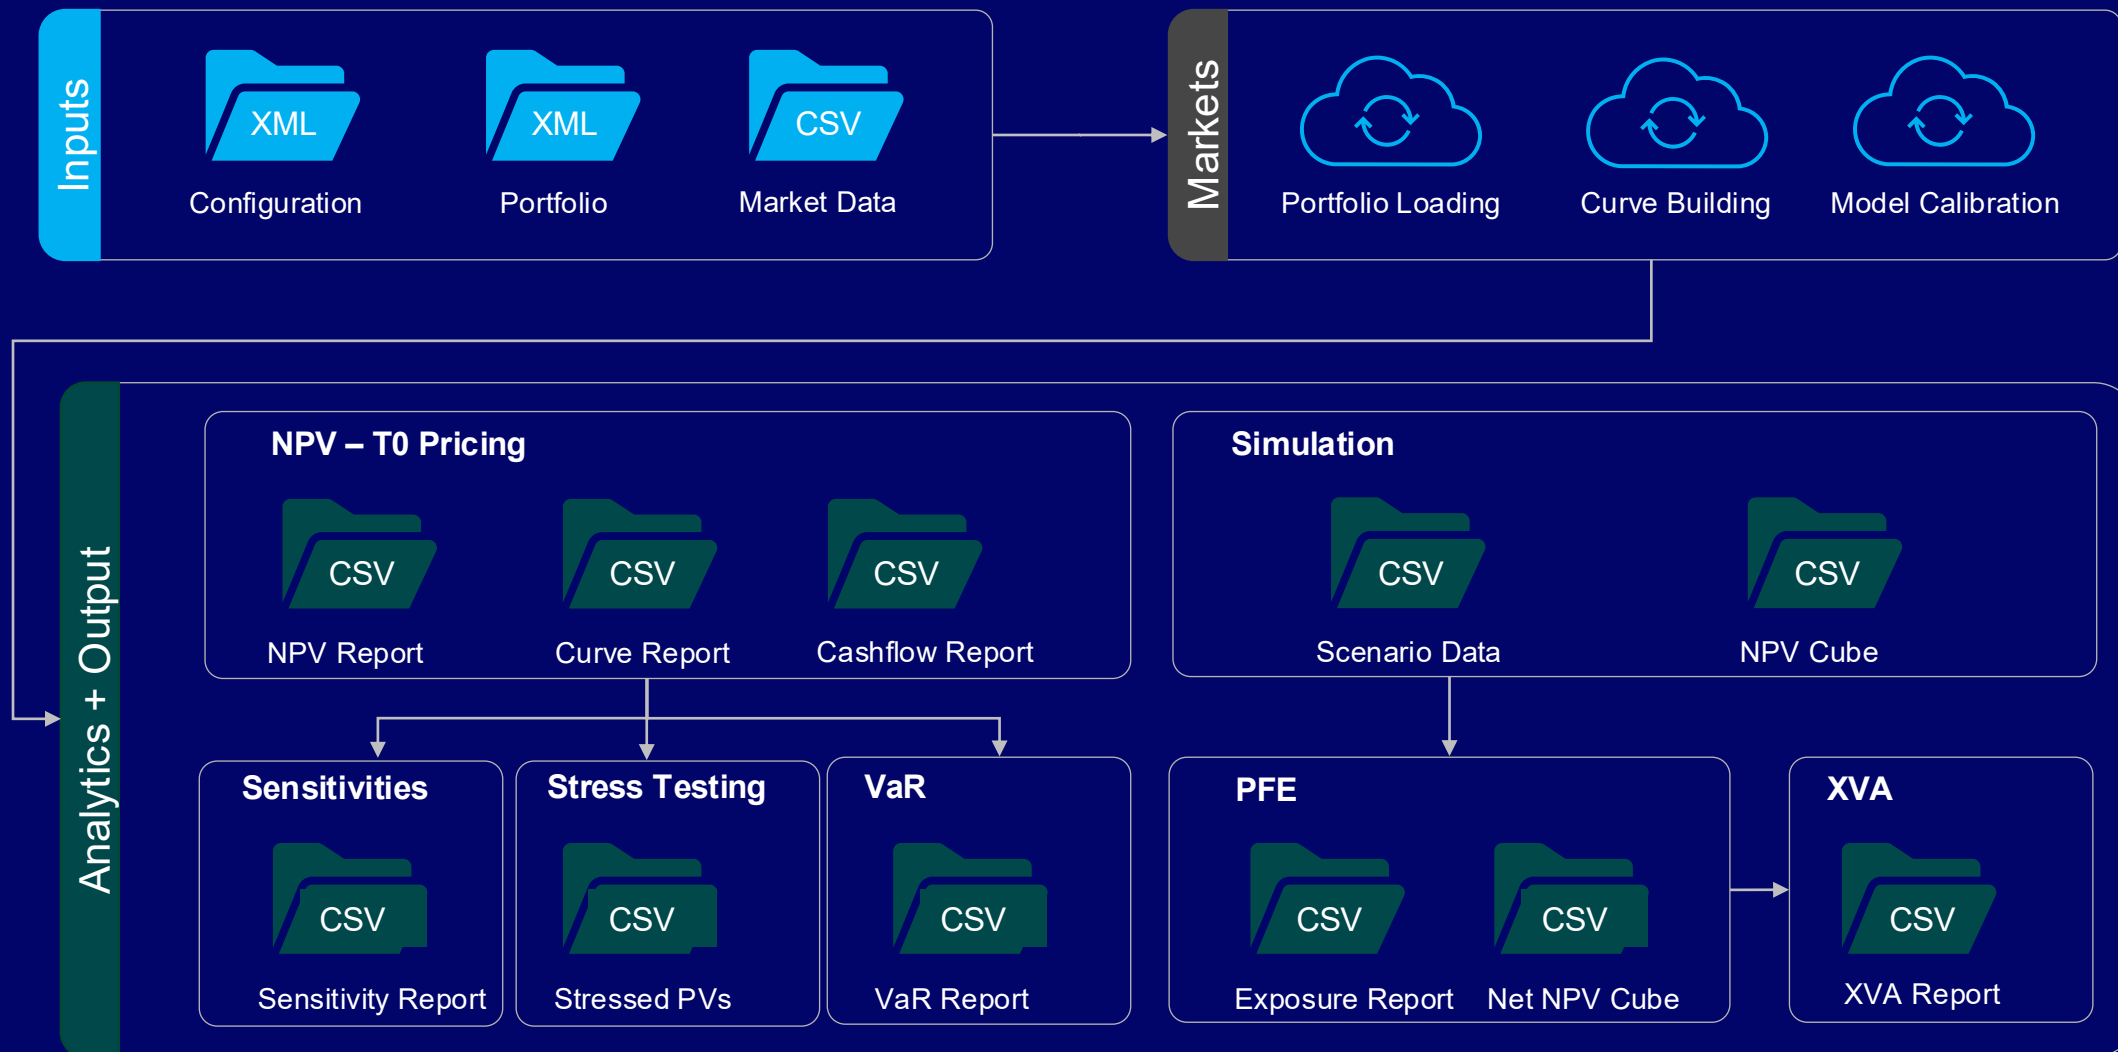 Inputs
XML
XML
CSV
Configuration
Portfolio
Market Data
Markets
Portfolio Loading
Curve Building
Model Calibration
Analytics + Output
NPV – T0 Pricing
CSV
CSV
CSV
NPV Report
Curve Report
Cashflow Report
Simulation
CSV
CSV
Scenario Data
NPV Cube
Sensitivities
CSV
Sensitivity Report
Stress Testing
CSV
Stressed PVs
VaR
CSV
VaR Report
PFE
CSV
CSV
Exposure Report
Net NPV Cube
XVA
CSV
XVA Report